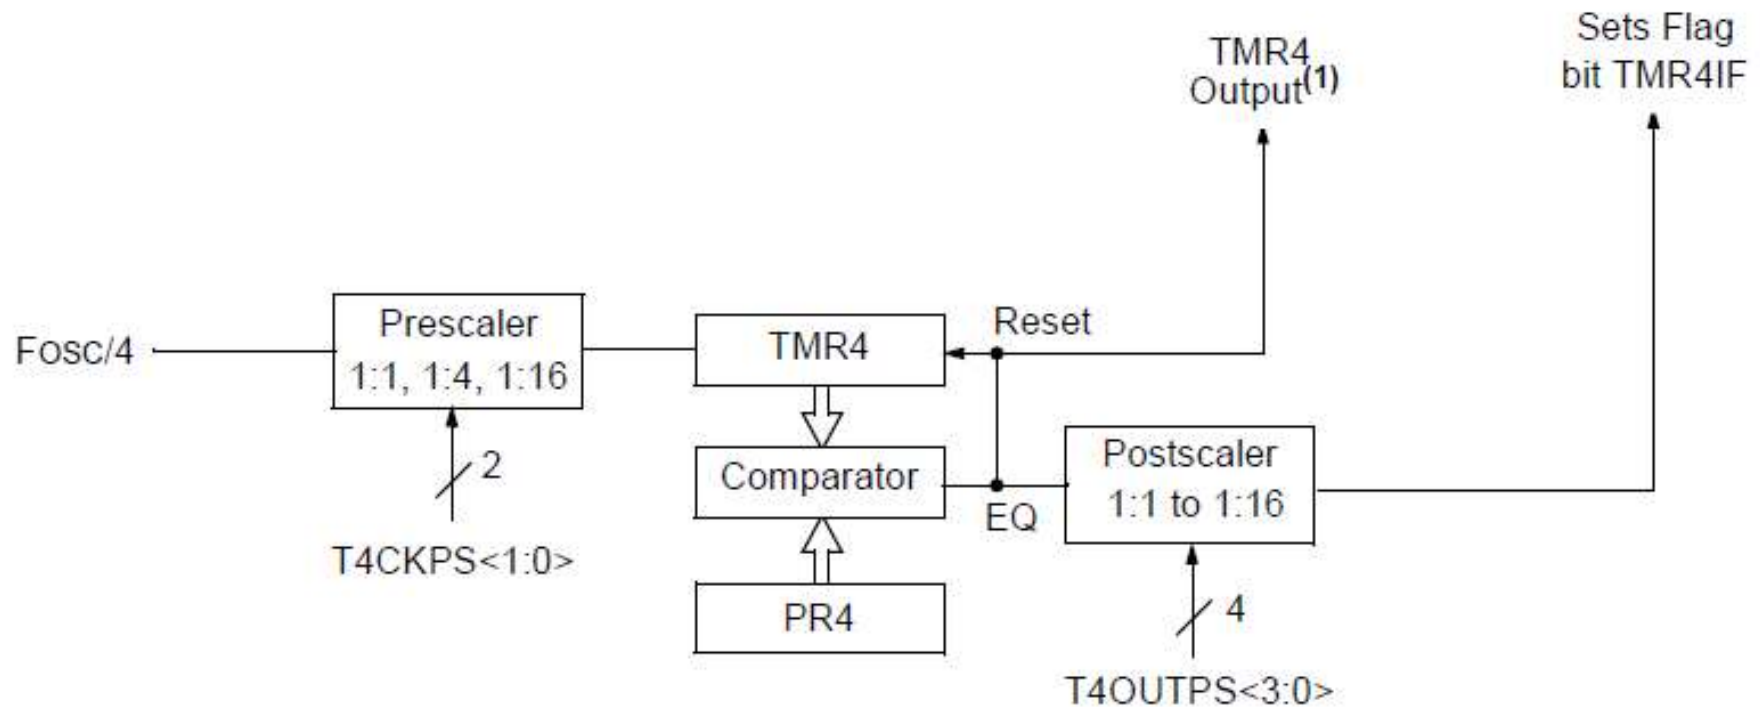 Sets Flag
bit TMR4IF
TMR4
Output(1)
Fosc/4
Prescaler
1:1, 1:4, 1:16
2
T4CKPS<1:0>
TMR4
Reset
Comparator
EQ
PR4
Postscaler
1:1 to 1:16
4
T4OUTPS<3:0>